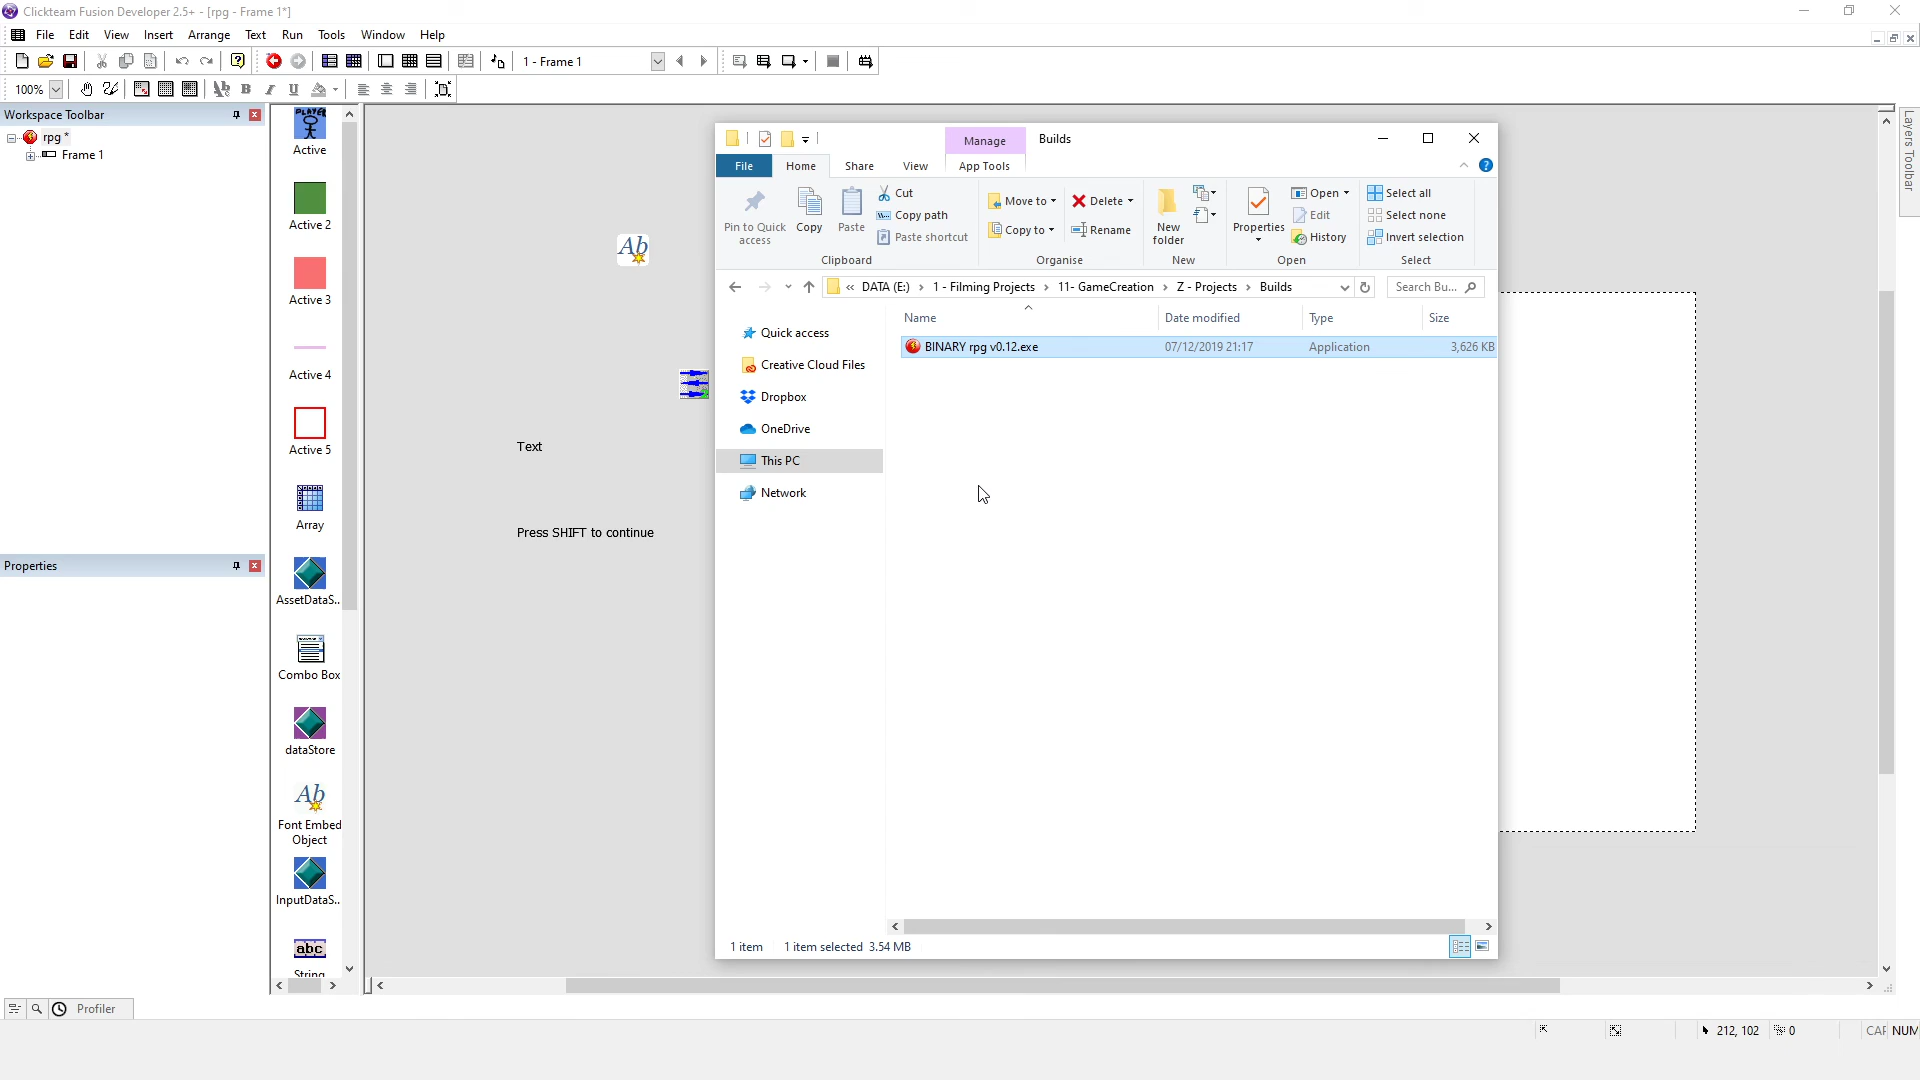 Clickteam Fusion Developer 2.5+ - [rpg - Frame 1*]
File Edit View Insert Arrange Text Run Tools Window Help
1 - Frame 1
100%
Workspace Toolbar
rpg *
Frame 1
Properties
PLAYER
Active
Active 2
Active 3
Active 4
Active 5
Array
AssetDataS..
Combo Box
dataStore
Ab
Font Embed
Object
InputDataS..
abc
String
Ab
Text
Press SHIFT to continue
Manage
Builds
File Home Share View App Tools
Pin to Quick
access
Copy
Paste
Cut
Copy path
Paste shortcut
Clipboard
Move to
Copy to
Delete
Rename
Organise
New
folder
New
Properties
Open
Edit
History
Open
Select all
Select none
Invert selection
Select
« DATA (E:) › 1 - Filming Projects › 11- GameCreation › Z - Projects › Builds
Search Bu...
Name Date modified Type Size
BINARY rpg v0.12.exe 07/12/2019 21:17 Application 3,626 KB
Quick access
Creative Cloud Files
Dropbox
OneDrive
This PC
Network
1 item 1 item selected 3.54 MB
Layers Toolbar
Profiler
212, 102
0
CAP NUM